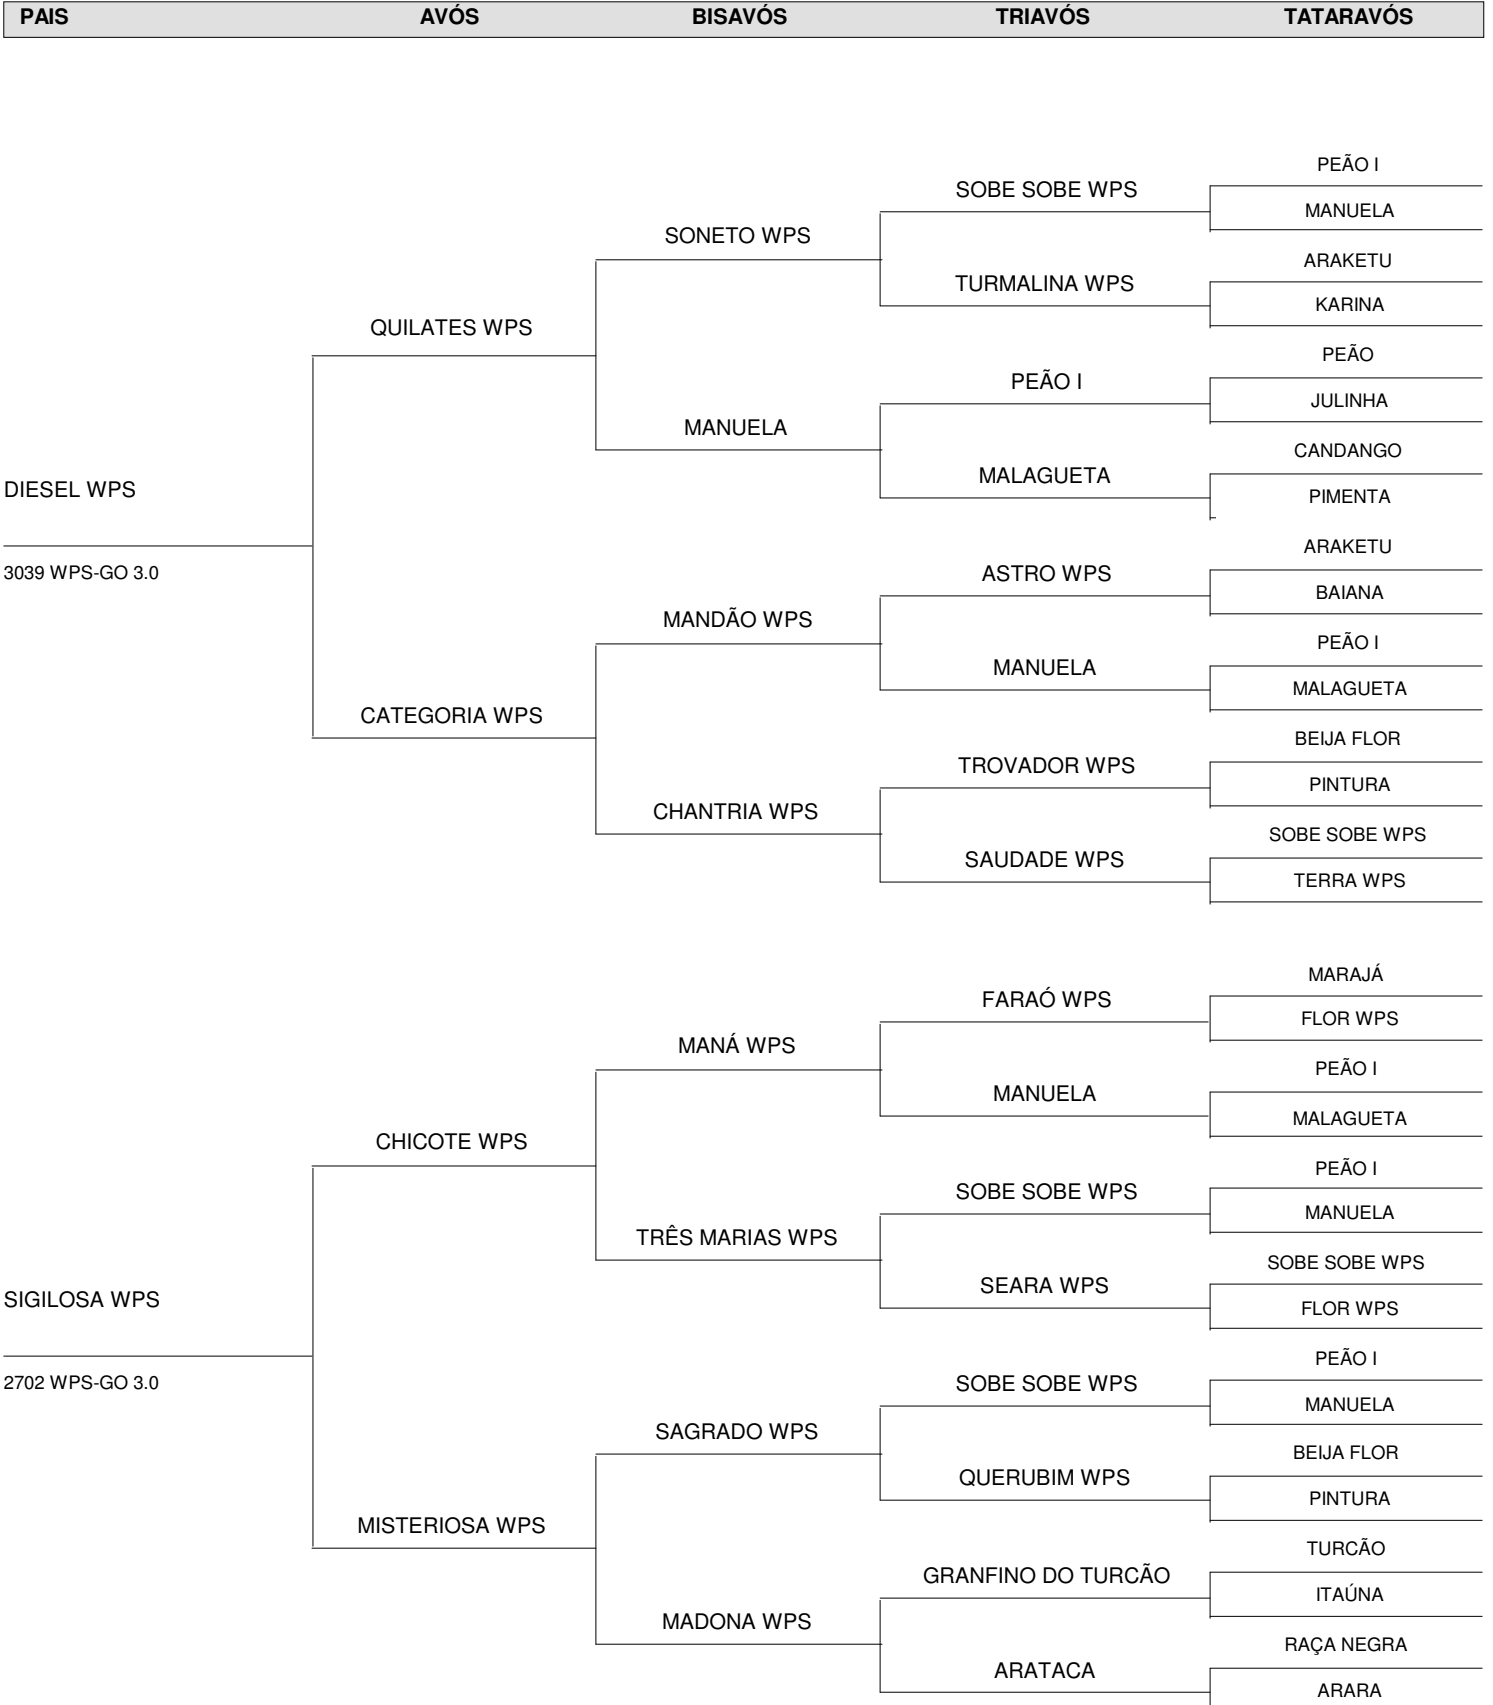 PAIS AVÓS BISAVÓS TRIAVÓS TATARAVÓS
PEÃO I
SOBE SOBE WPS
MANUELA
SONETO WPS
ARAKETU
TURMALINA WPS
KARINA
QUILATES WPS
PEÃO
PEÃO I
JULINHA
MANUELA
CANDANGO
MALAGUETA
DIESEL WPS
PIMENTA
ARAKETU
3039 WPS-GO 3.0
ASTRO WPS
BAIANA
MANDÃO WPS
PEÃO I
MANUELA
MALAGUETA
CATEGORIA WPS
BEIJA FLOR
TROVADOR WPS
PINTURA
CHANTRIA WPS
SOBE SOBE WPS
SAUDADE WPS
TERRA WPS
MARAJÁ
FARAÓ WPS
FLOR WPS
MANÁ WPS
PEÃO I
MANUELA
MALAGUETA
CHICOTE WPS
PEÃO I
SOBE SOBE WPS
MANUELA
TRÊS MARIAS WPS
SOBE SOBE WPS
SEARA WPS
SIGILOSA WPS
FLOR WPS
PEÃO I
2702 WPS-GO 3.0
SOBE SOBE WPS
MANUELA
SAGRADO WPS
BEIJA FLOR
QUERUBIM WPS
PINTURA
MISTERIOSA WPS
TURCÃO
GRANFINO DO TURCÃO
ITAÚNA
MADONA WPS
RAÇA NEGRA
ARATACA
ARARA